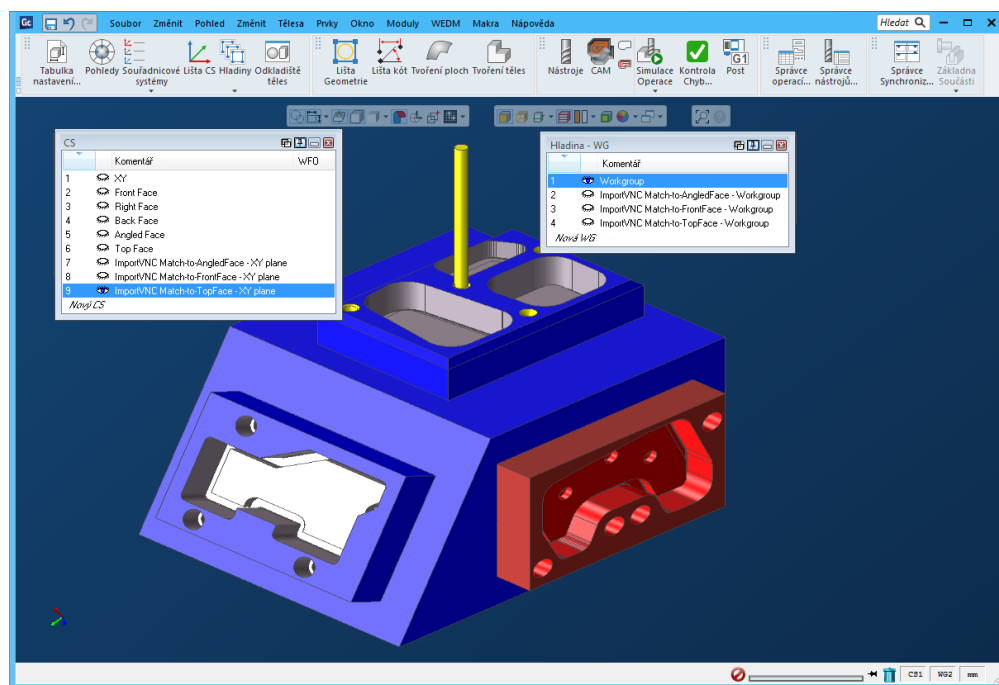 Gc Soubor Změnit Pohled Změnit Tělesa Prvky Okno Moduly WEDM Makra Nápověda Hledat
Tabulka nastavení...
Pohledy
Souřadnicové systémy
Lišta CS
Hladiny
Odkladiště těles
Lišta Geometrie
Lišta kót
Tvoření ploch
Tvoření těles
Nástroje
CAM
Simulace Operace
Kontrola Chyb...
G1
Post
Správce operací...
Správce nástrojů...
Správce Synchroniz...
Základna Součástí
CS
Komentář WFO
1 XY
2 Front Face
3 Right Face
4 Back Face
5 Angled Face
6 Top Face
7 ImportVNC Match-to-AngledFace - XY plane
8 ImportVNC Match-to-FrontFace - XY plane
9 ImportVNC Match-to-TopFace - XY plane
Nový CS
Hladina - WG
Komentář
1 Workgroup
2 ImportVNC Match-to-AngledFace - Workgroup
3 ImportVNC Match-to-FrontFace - Workgroup
4 ImportVNC Match-to-TopFace - Workgroup
Nová WG
CS1 WG2 mm